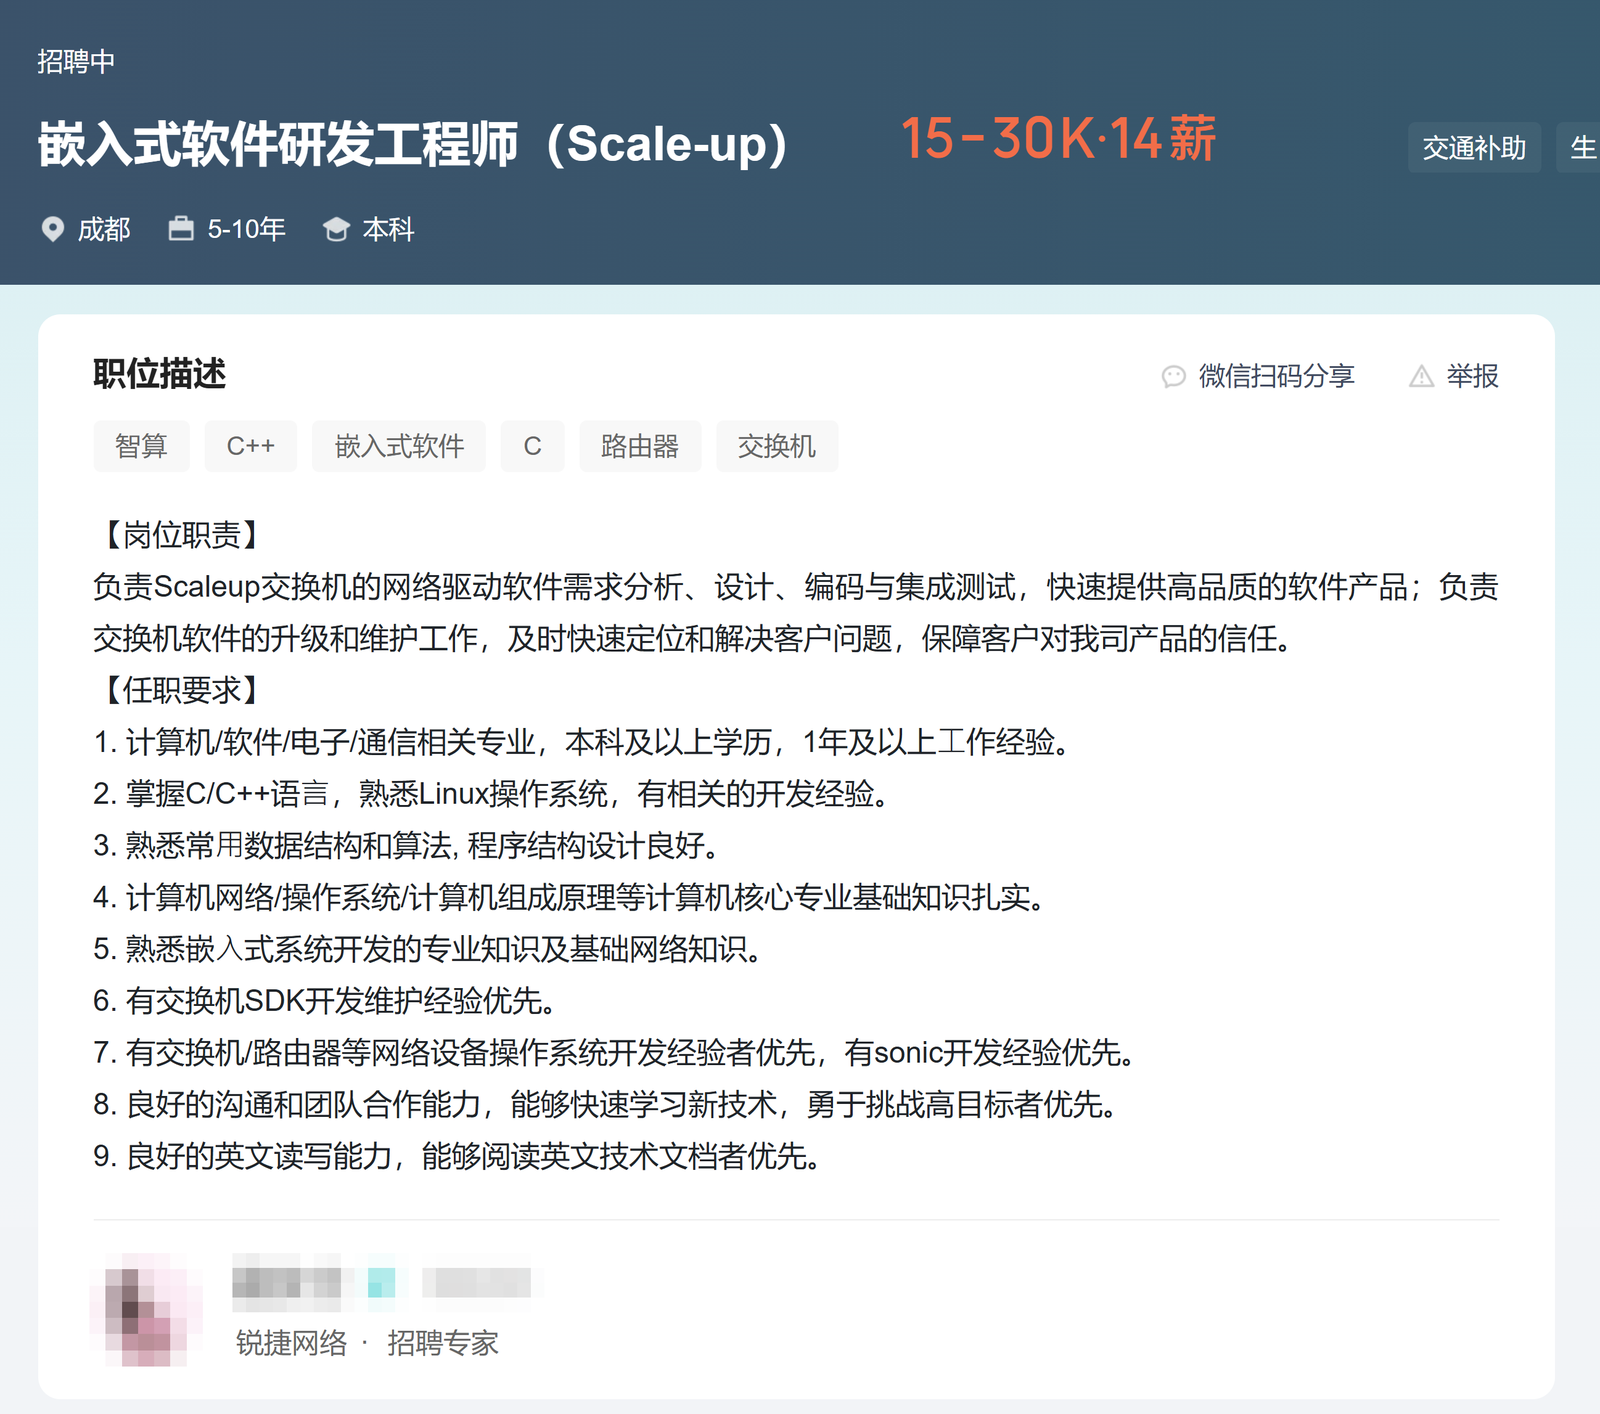 招聘中
嵌入式软件研发工程师（Scale-up） 15-30K·14薪 交通补助 生
成都 5-10年 本科
职位描述 微信扫码分享 举报
智算 C++ 嵌入式软件 C 路由器 交换机
【岗位职责】
负责Scaleup交换机的网络驱动软件需求分析、设计、编码与集成测试，快速提供高品质的软件产品；负责
交换机软件的升级和维护工作，及时快速定位和解决客户问题，保障客户对我司产品的信任。
【任职要求】
1. 计算机/软件/电子/通信相关专业，本科及以上学历，1年及以上工作经验。
2. 掌握C/C++语言，熟悉Linux操作系统，有相关的开发经验。
3. 熟悉常用数据结构和算法, 程序结构设计良好。
4. 计算机网络/操作系统/计算机组成原理等计算机核心专业基础知识扎实。
5. 熟悉嵌入式系统开发的专业知识及基础网络知识。
6. 有交换机SDK开发维护经验优先。
7. 有交换机/路由器等网络设备操作系统开发经验者优先，有sonic开发经验优先。
8. 良好的沟通和团队合作能力，能够快速学习新技术，勇于挑战高目标者优先。
9. 良好的英文读写能力，能够阅读英文技术文档者优先。
锐捷网络 · 招聘专家